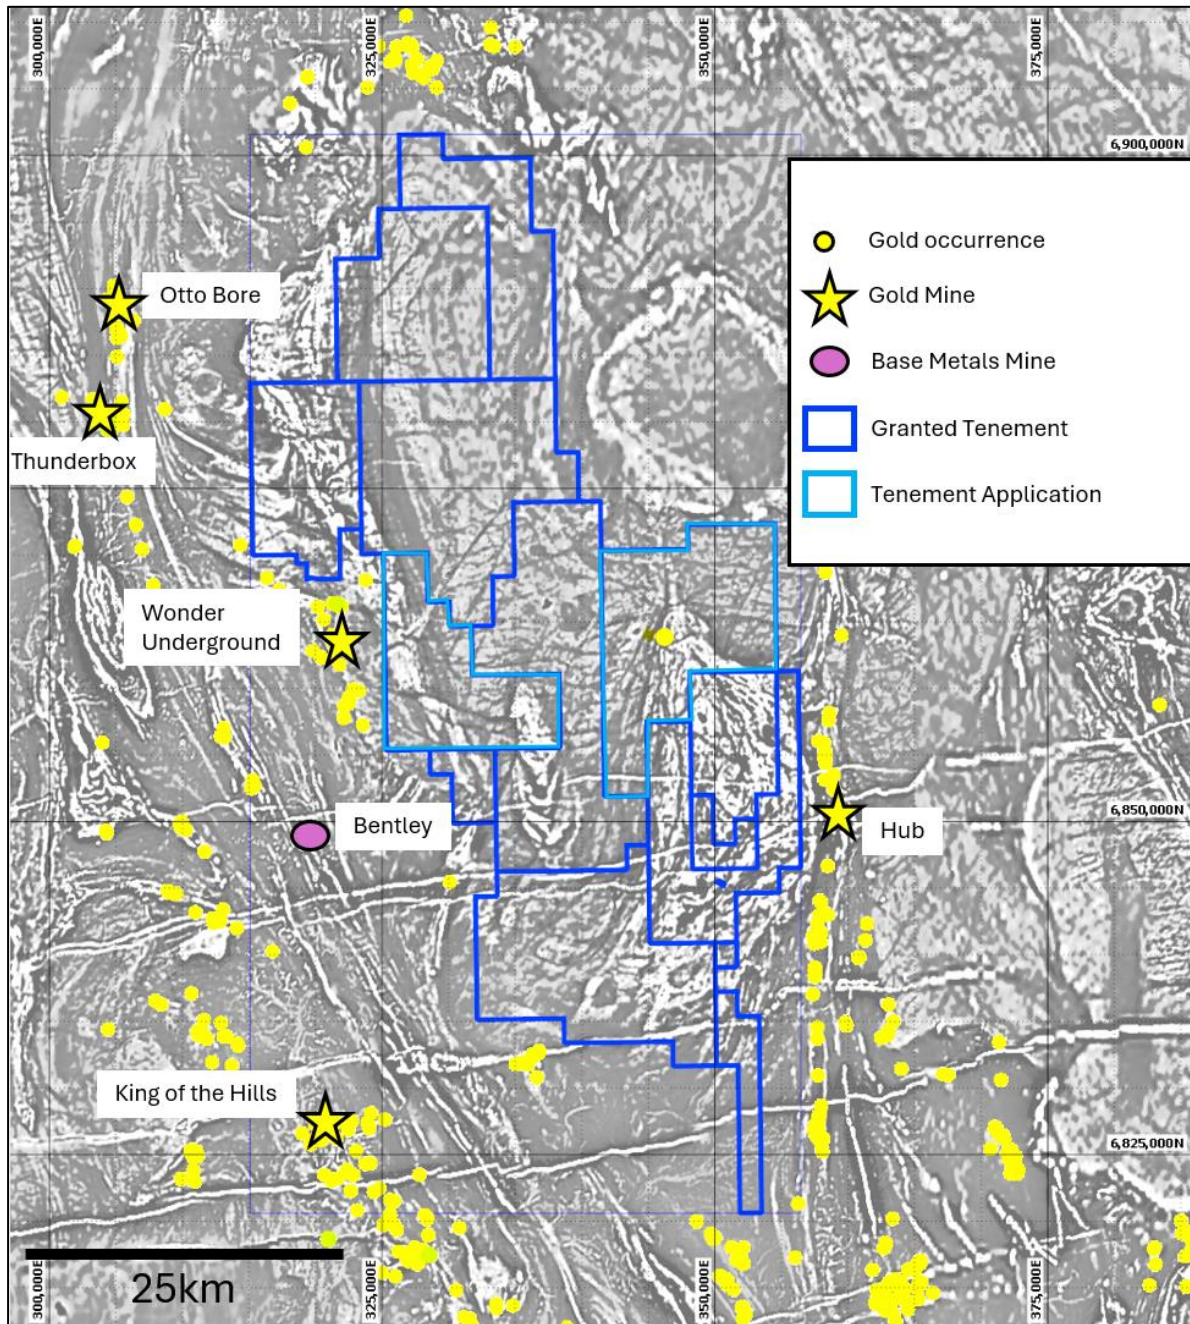 300,000E
325,000E
350,000E
375,000E
6,900,000N
Gold occurrence
Gold Mine
Base Metals Mine
Granted Tenement
Tenement Application
Otto Bore
Thunderbox
Wonder
Underground
Bentley
Hub
6,850,000N
King of the Hills
6,825,000N
25km
300,000E
325,000E
350,000E
375,000E